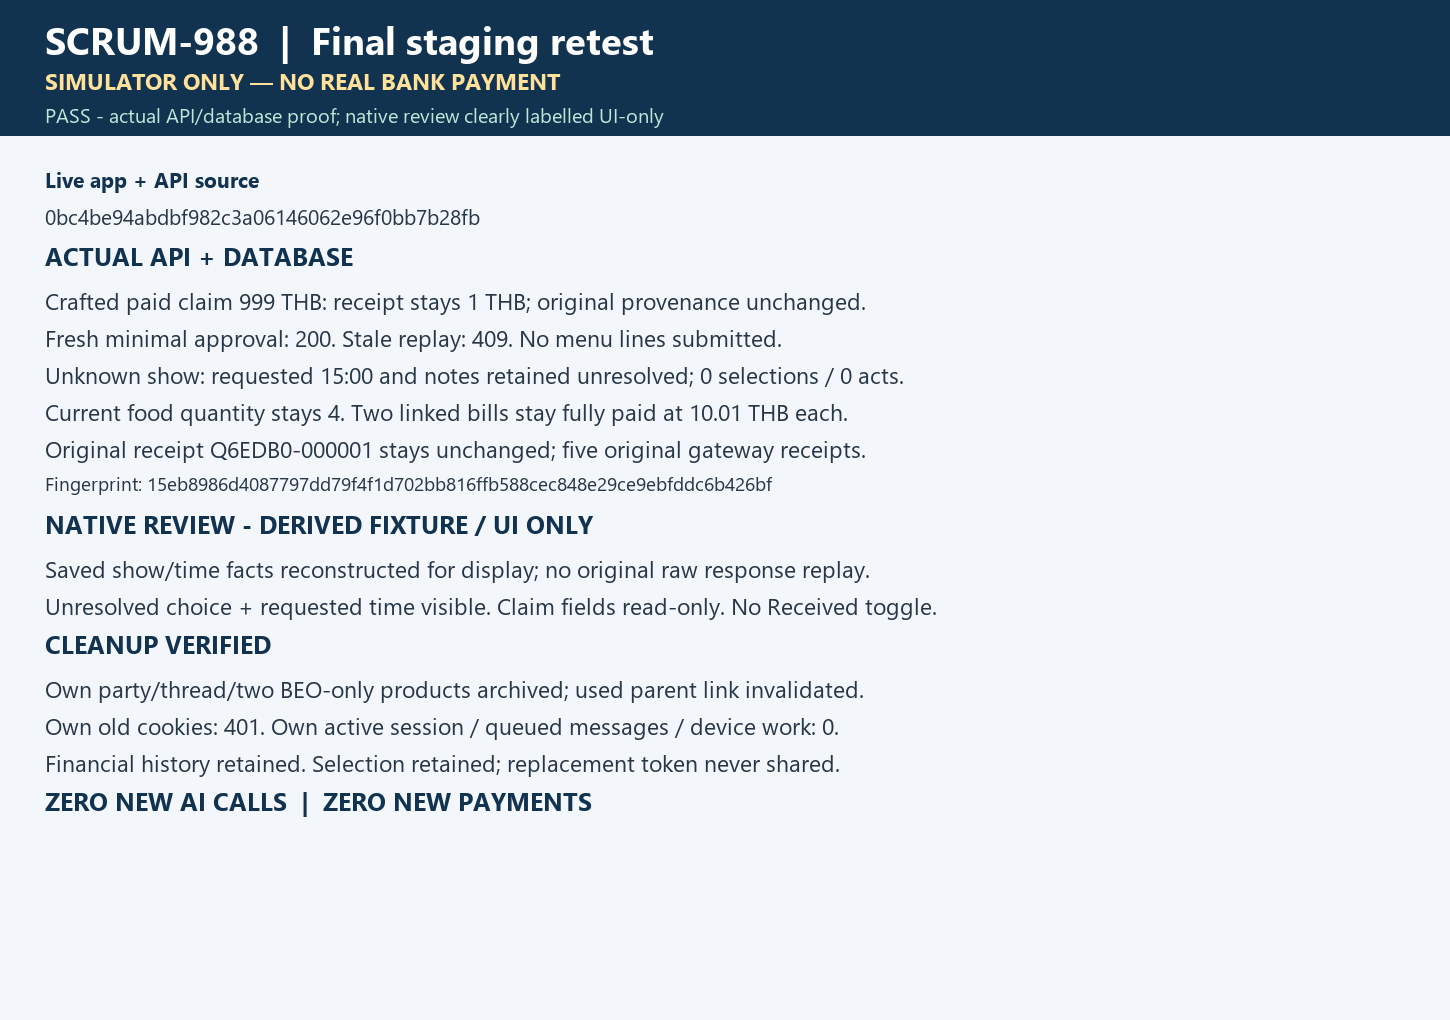 SCRUM-988 | Final staging retest
SIMULATOR ONLY — NO REAL BANK PAYMENT
PASS - actual API/database proof; native review clearly labelled UI-only
Live app + API source
0bc4be94abdbf982c3a06146062e96f0bb7b28fb
ACTUAL API + DATABASE
Crafted paid claim 999 THB: receipt stays 1 THB; original provenance unchanged.
Fresh minimal approval: 200. Stale replay: 409. No menu lines submitted.
Unknown show: requested 15:00 and notes retained unresolved; 0 selections / 0 acts.
Current food quantity stays 4. Two linked bills stay fully paid at 10.01 THB each.
Original receipt Q6EDB0-000001 stays unchanged; five original gateway receipts.
Fingerprint: 15eb8986d4087797dd79f4f1d702bb816ffb588cec848e29ce9ebfddc6b426bf
NATIVE REVIEW - DERIVED FIXTURE / UI ONLY
Saved show/time facts reconstructed for display; no original raw response replay.
Unresolved choice + requested time visible. Claim fields read-only. No Received toggle.
CLEANUP VERIFIED
Own party/thread/two BEO-only products archived; used parent link invalidated.
Own old cookies: 401. Own active session / queued messages / device work: 0.
Financial history retained. Selection retained; replacement token never shared.
ZERO NEW AI CALLS | ZERO NEW PAYMENTS